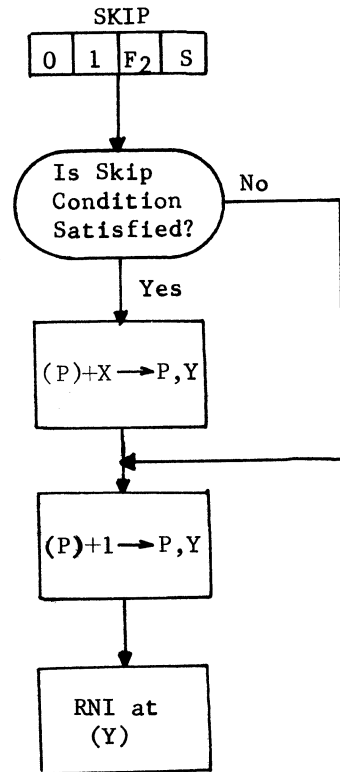 SKIP
0 1 F₂ S
Is Skip
Condition
Satisfied?
No
Yes
(P)+X→P,Y
(P)+1→P,Y
RNI at
(Y)